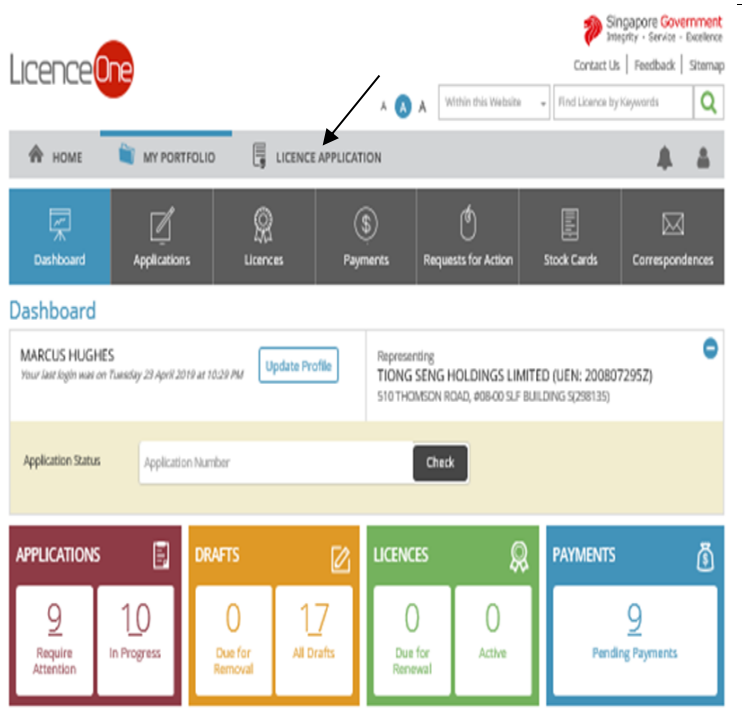 Singapore Government
Integrity · Service · Excellence
Contact Us | Feedback | Sitemap
LicenceOne
A A A Within this Website Find Licence by Keywords
HOME MY PORTFOLIO LICENCE APPLICATION
Dashboard Applications Licences Payments Requests for Action Stock Cards Correspondences
Dashboard
MARCUS HUGHES
Your last login was on Tuesday 23 April 2019 at 10:29 PM
Update Profile
Representing
TIONG SENG HOLDINGS LIMITED (UEN: 200807295Z)
510 THOMSON ROAD, #08-00 SLF BUILDING S(298135)
Application Status Application Number Check
APPLICATIONS
9 10
Require Attention In Progress
DRAFTS
0 17
Due for Removal All Drafts
LICENCES
0 0
Due for Renewal Active
PAYMENTS
9
Pending Payments